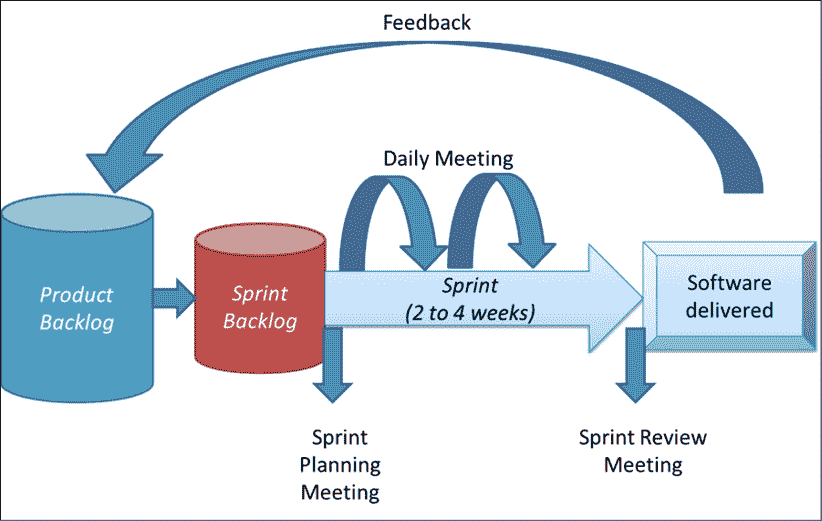 Feedback
Daily Meeting
Product
Backlog
Sprint
Backlog
Sprint
(2 to 4 weeks)
Software
delivered
Sprint
Planning
Meeting
Sprint Review
Meeting